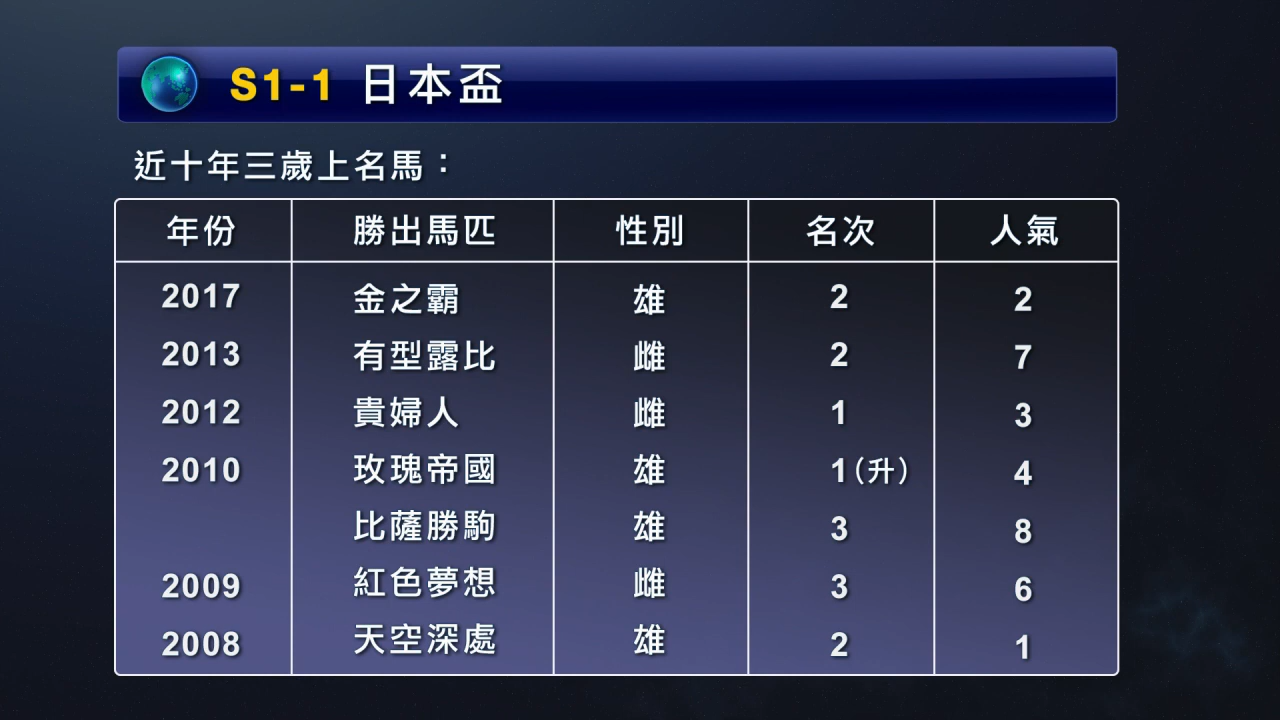 S1-1 日本盃
近十年三歲上名馬：
年份 勝出馬匹 性別 名次 人氣
2017 金之霸 雄 2 2
2013 有型露比 雌 2 7
2012 貴婦人 雌 1 3
2010 玫瑰帝國 雄 1(升) 4
比薩勝駒 雄 3 8
2009 紅色夢想 雌 3 6
2008 天空深處 雄 2 1